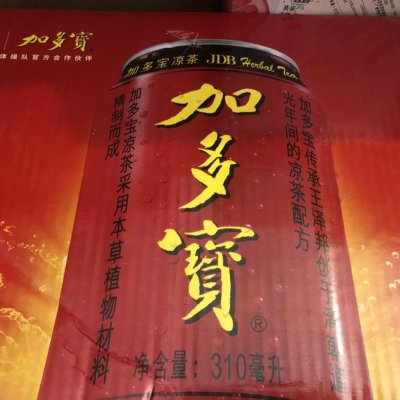 加多寳
体操队官方合作伙伴
加多宝凉茶 JDB Herbal Tea
加多寳®
加多宝传承王泽邦创于清
光年间的凉茶配方
加多宝凉茶采用本草植物材料
精制而成
净含量：310毫升